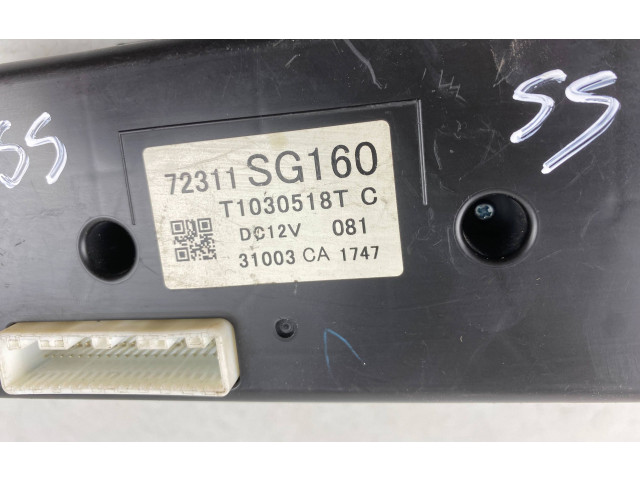 SS
SS
72311 SG160
T1030518T C
DC12V 081
31003 CA 1747